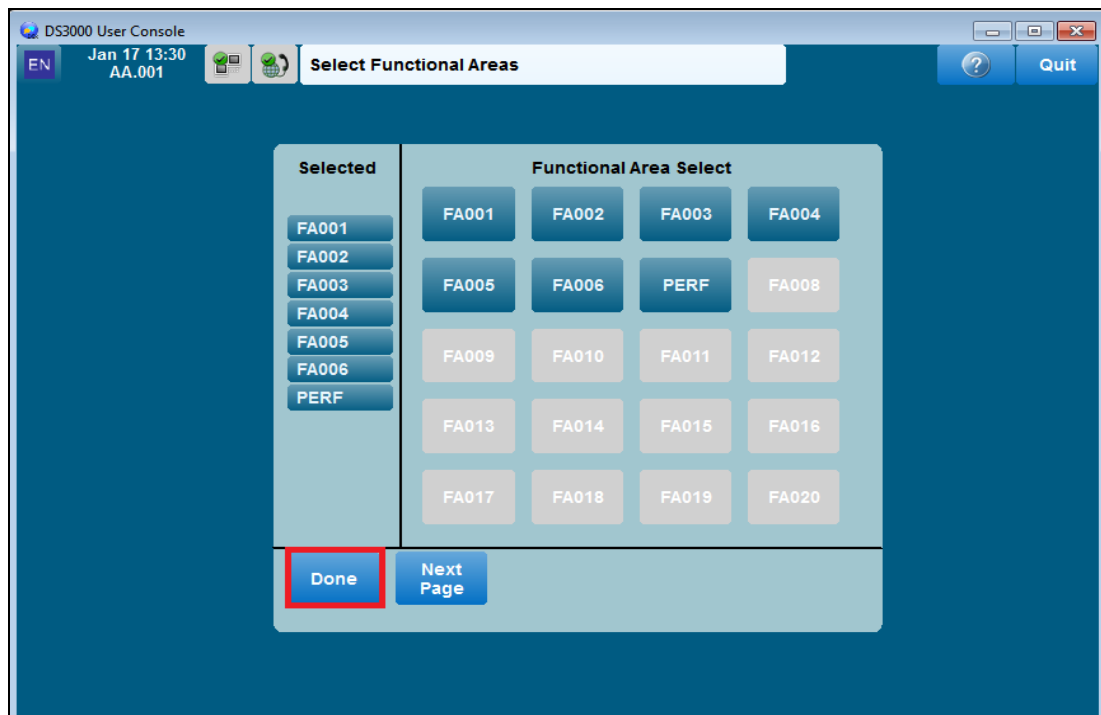 DS3000 User Console
EN
Jan 17 13:30
AA.001
Select Functional Areas
?
Quit
Selected
FA001
FA002
FA003
FA004
FA005
FA006
PERF
Functional Area Select
FA001 FA002 FA003 FA004
FA005 FA006 PERF FA008
FA009 FA010 FA011 FA012
FA013 FA014 FA015 FA016
FA017 FA018 FA019 FA020
Done
Next
Page